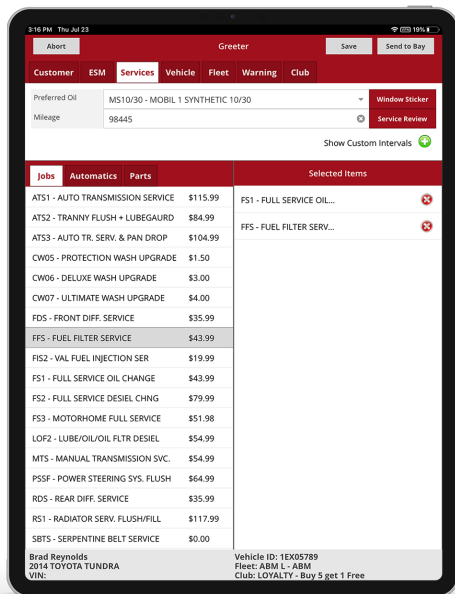 3:16 PM Thu Jul 23 19%
Abort Greeter Save Send to Bay
Customer ESM Services Vehicle Fleet Warning Club
Preferred Oil MS10/30 - MOBIL 1 SYNTHETIC 10/30 Window Sticker
Mileage 98445 Service Review
Show Custom Intervals
Jobs Automatics Parts Selected Items
ATS1 - AUTO TRANSMISSION SERVICE $115.99 FS1 - FULL SERVICE OIL...
ATS2 - TRANNY FLUSH + LUBEGAURD $84.99 FFS - FUEL FILTER SERV...
ATS3 - AUTO TR. SERV. & PAN DROP $104.99
CW05 - PROTECTION WASH UPGRADE $1.50
CW06 - DELUXE WASH UPGRADE $3.00
CW07 - ULTIMATE WASH UPGRADE $4.00
FDS - FRONT DIFF. SERVICE $35.99
FFS - FUEL FILTER SERVICE $43.99
FIS2 - VAL FUEL INJECTION SER $19.99
FS1 - FULL SERVICE OIL CHANGE $43.99
FS2 - FULL SERVICE DESIEL CHNG $79.99
FS3 - MOTORHOME FULL SERVICE $51.98
LOF2 - LUBE/OIL/OIL FLTR DESIEL $54.99
MTS - MANUAL TRANSMISSION SVC. $54.99
PSSF - POWER STEERING SYS. FLUSH $64.99
RDS - REAR DIFF. SERVICE $35.99
RS1 - RADIATOR SERV. FLUSH/FILL $117.99
SBTS - SERPENTINE BELT SERVICE $0.00
Brad Reynolds Vehicle ID: 1EX05789
2014 TOYOTA TUNDRA Fleet: ABM L - ABM
VIN: Club: LOYALTY - Buy 5 get 1 Free